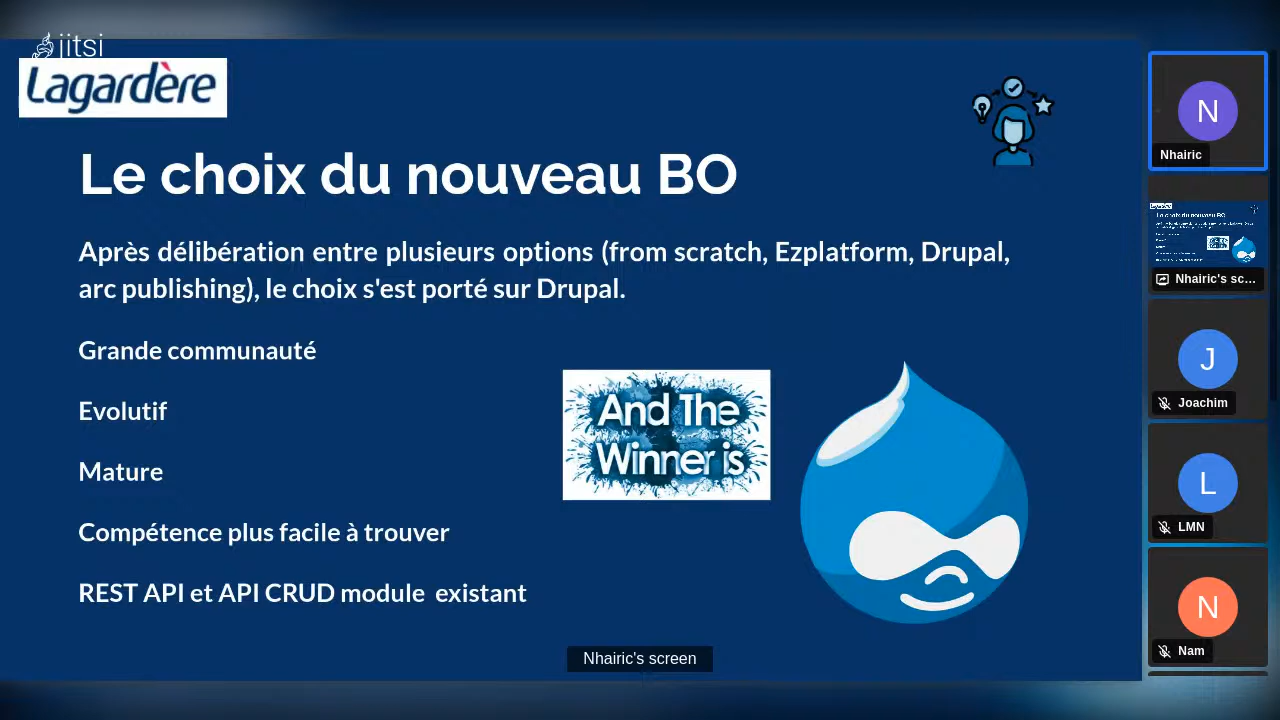 jitsi
Lagardère
Le choix du nouveau BO
Après délibération entre plusieurs options (from scratch, Ezplatform, Drupal,
arc publishing), le choix s'est porté sur Drupal.
Grande communauté
Evolutif
Mature
Compétence plus facile à trouver
REST API et API CRUD module existant
And The
Winner is
Nhairic's screen
N
Nhairic
Nhairic's sc...
J
Joachim
L
LMN
N
Nam